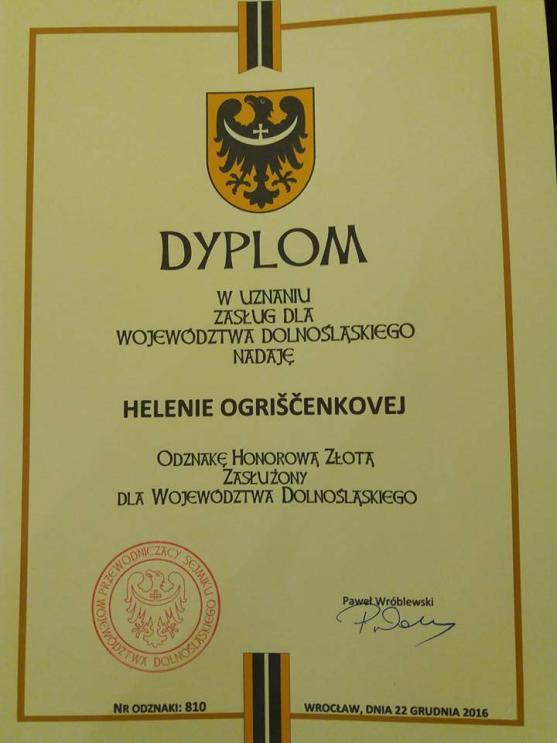 DYPLOM
W UZNANIU
ZASŁUG DLA
WOJEWÓDZTWA DOLNOŚLĄSKIEGO
NADAJĘ
HELENIE OGRIŠČENKOVEJ
ODZNAKĘ HONOROWĄ ZŁOTĄ
ZASŁUŻONY
DLA WOJEWÓDZTWA DOLNOŚLĄSKIEGO
PRZEWODNICZĄCY SEJMIKU
WOJEWÓDZTWA DOLNOŚLĄSKIEGO
Paweł Wróblewski
NR ODZNAKI: 810
WROCŁAW, DNIA 22 GRUDNIA 2016